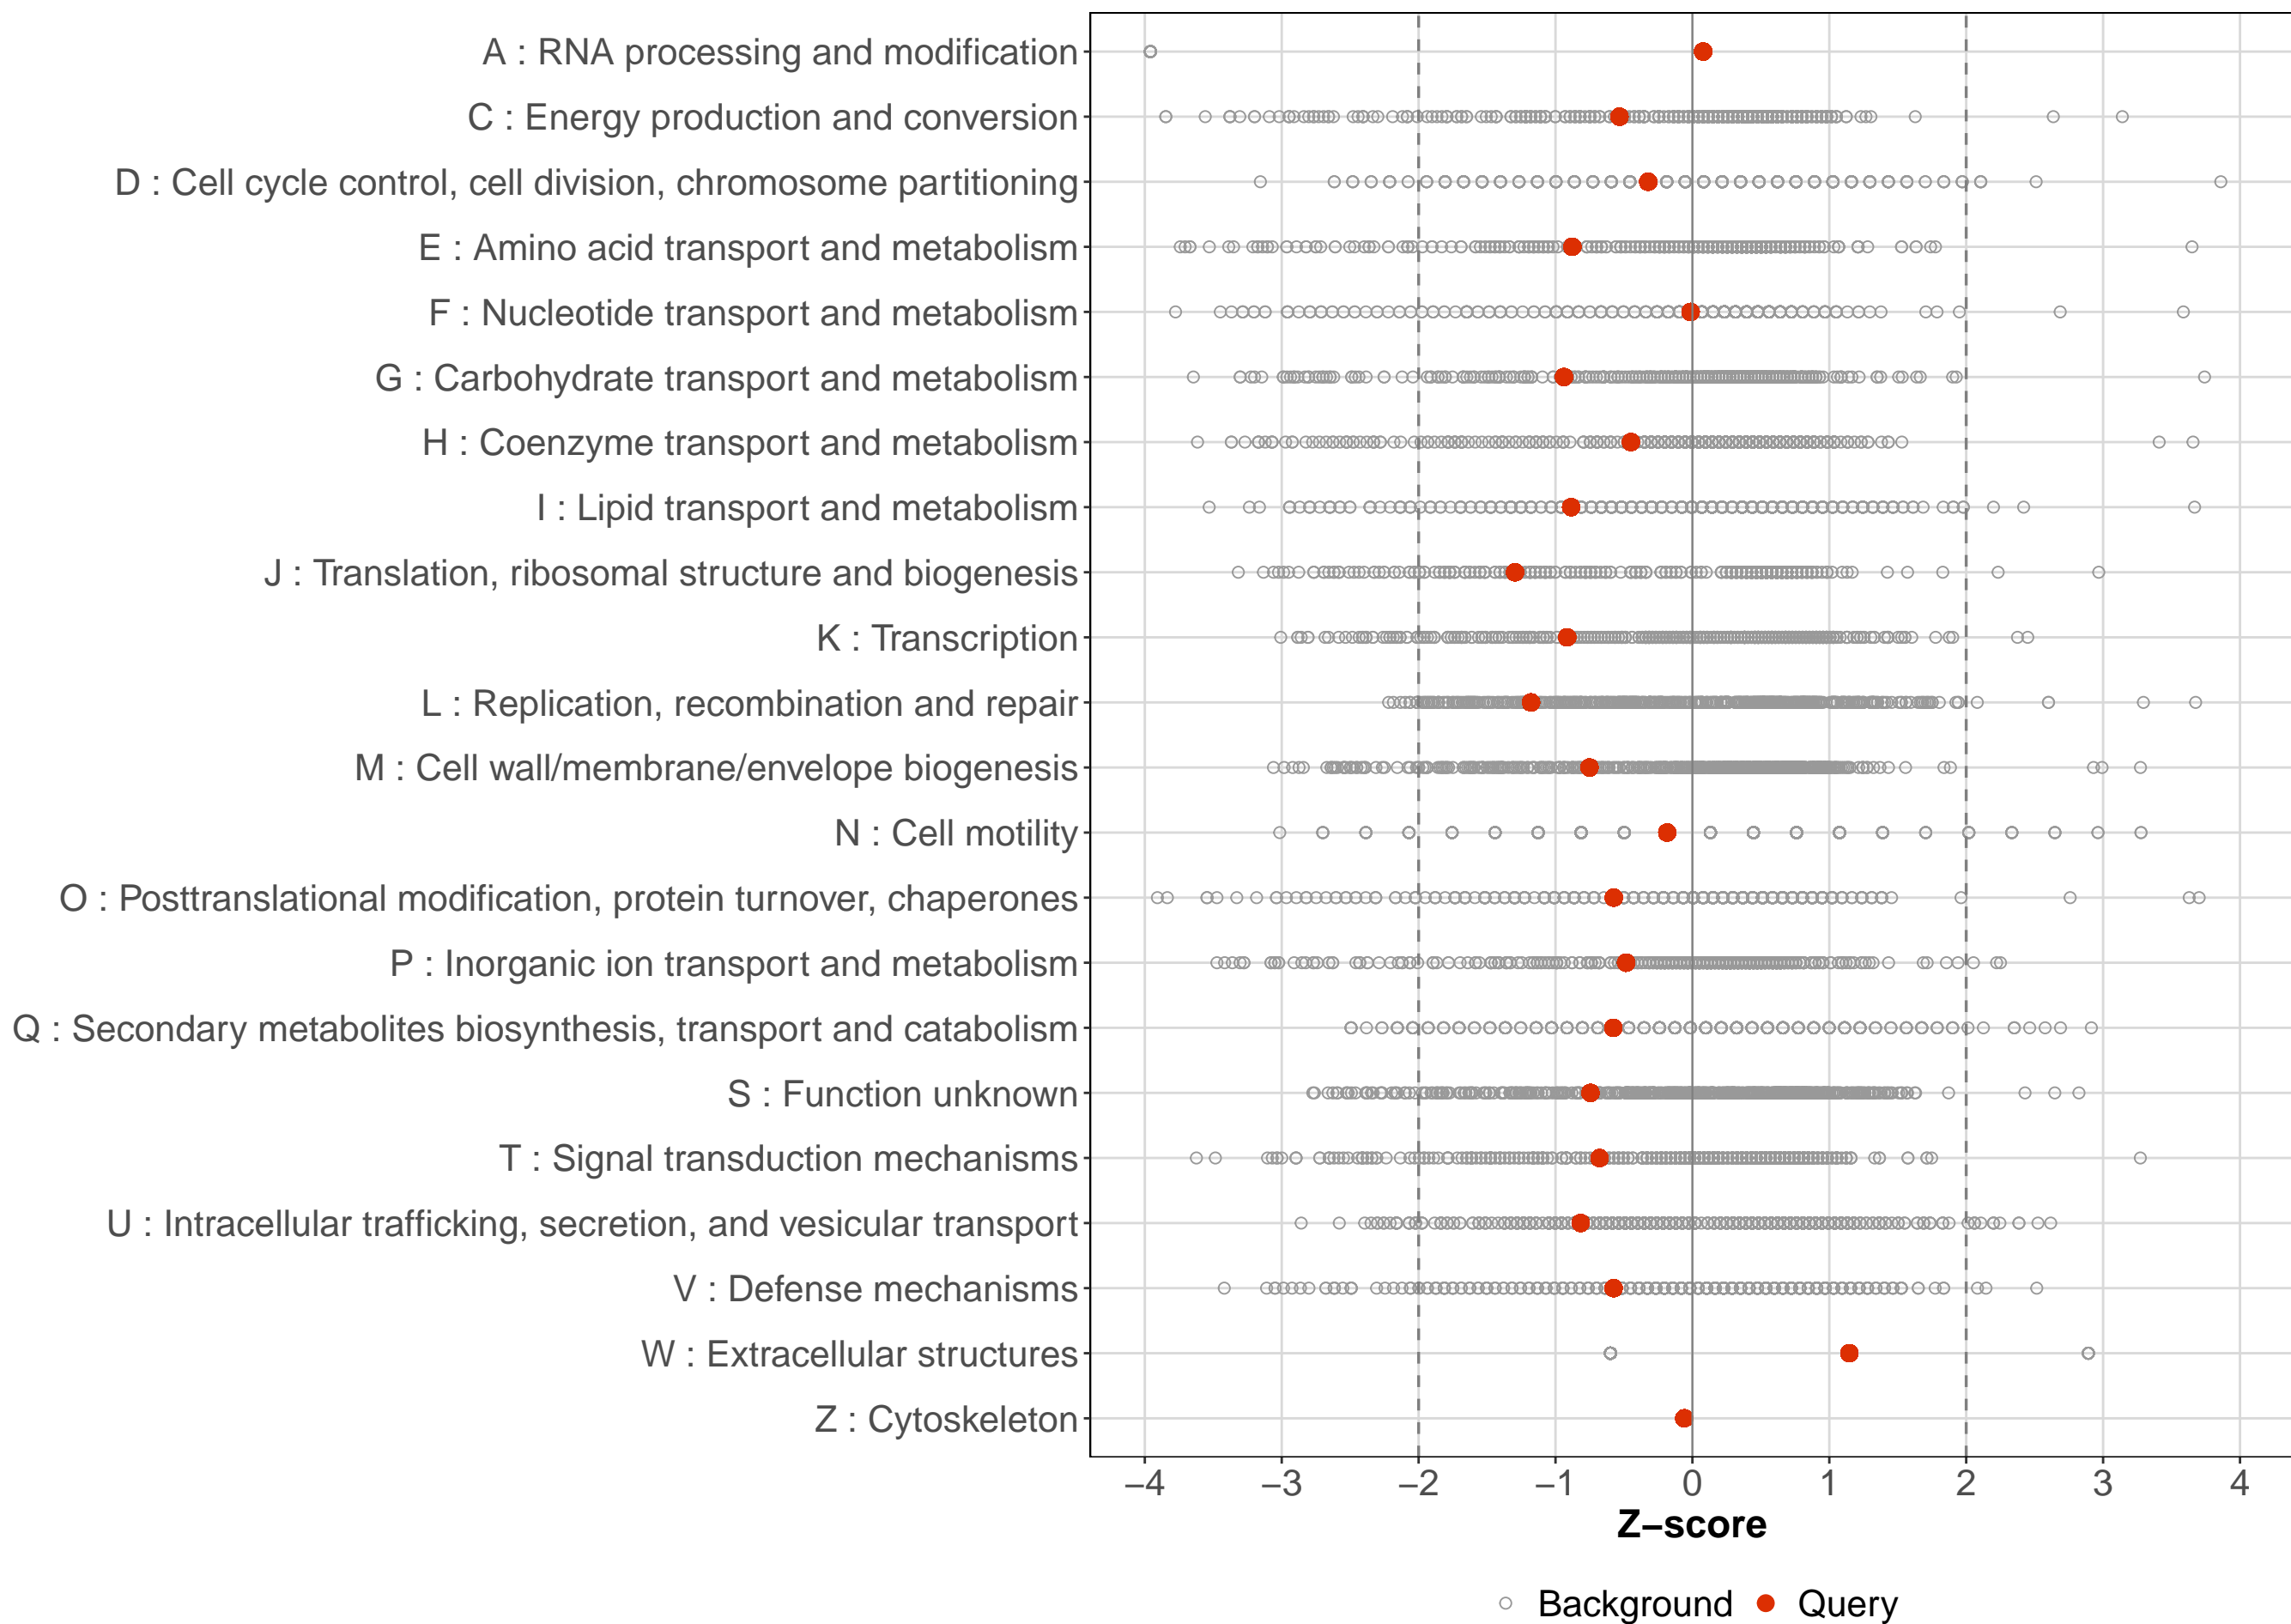 A : RNA processing and modification
C : Energy production and conversion
D : Cell cycle control, cell division, chromosome partitioning
E : Amino acid transport and metabolism
F : Nucleotide transport and metabolism
G : Carbohydrate transport and metabolism
H : Coenzyme transport and metabolism
I : Lipid transport and metabolism
J : Translation, ribosomal structure and biogenesis
K : Transcription
L : Replication, recombination and repair
M : Cell wall/membrane/envelope biogenesis
N : Cell motility
O : Posttranslational modification, protein turnover, chaperones
P : Inorganic ion transport and metabolism
Q : Secondary metabolites biosynthesis, transport and catabolism
S : Function unknown
T : Signal transduction mechanisms
U : Intracellular trafficking, secretion, and vesicular transport
V : Defense mechanisms
W : Extracellular structures
Z : Cytoskeleton
−4 −3 −2 −1 0 1 2 3 4
Z−score
Background Query